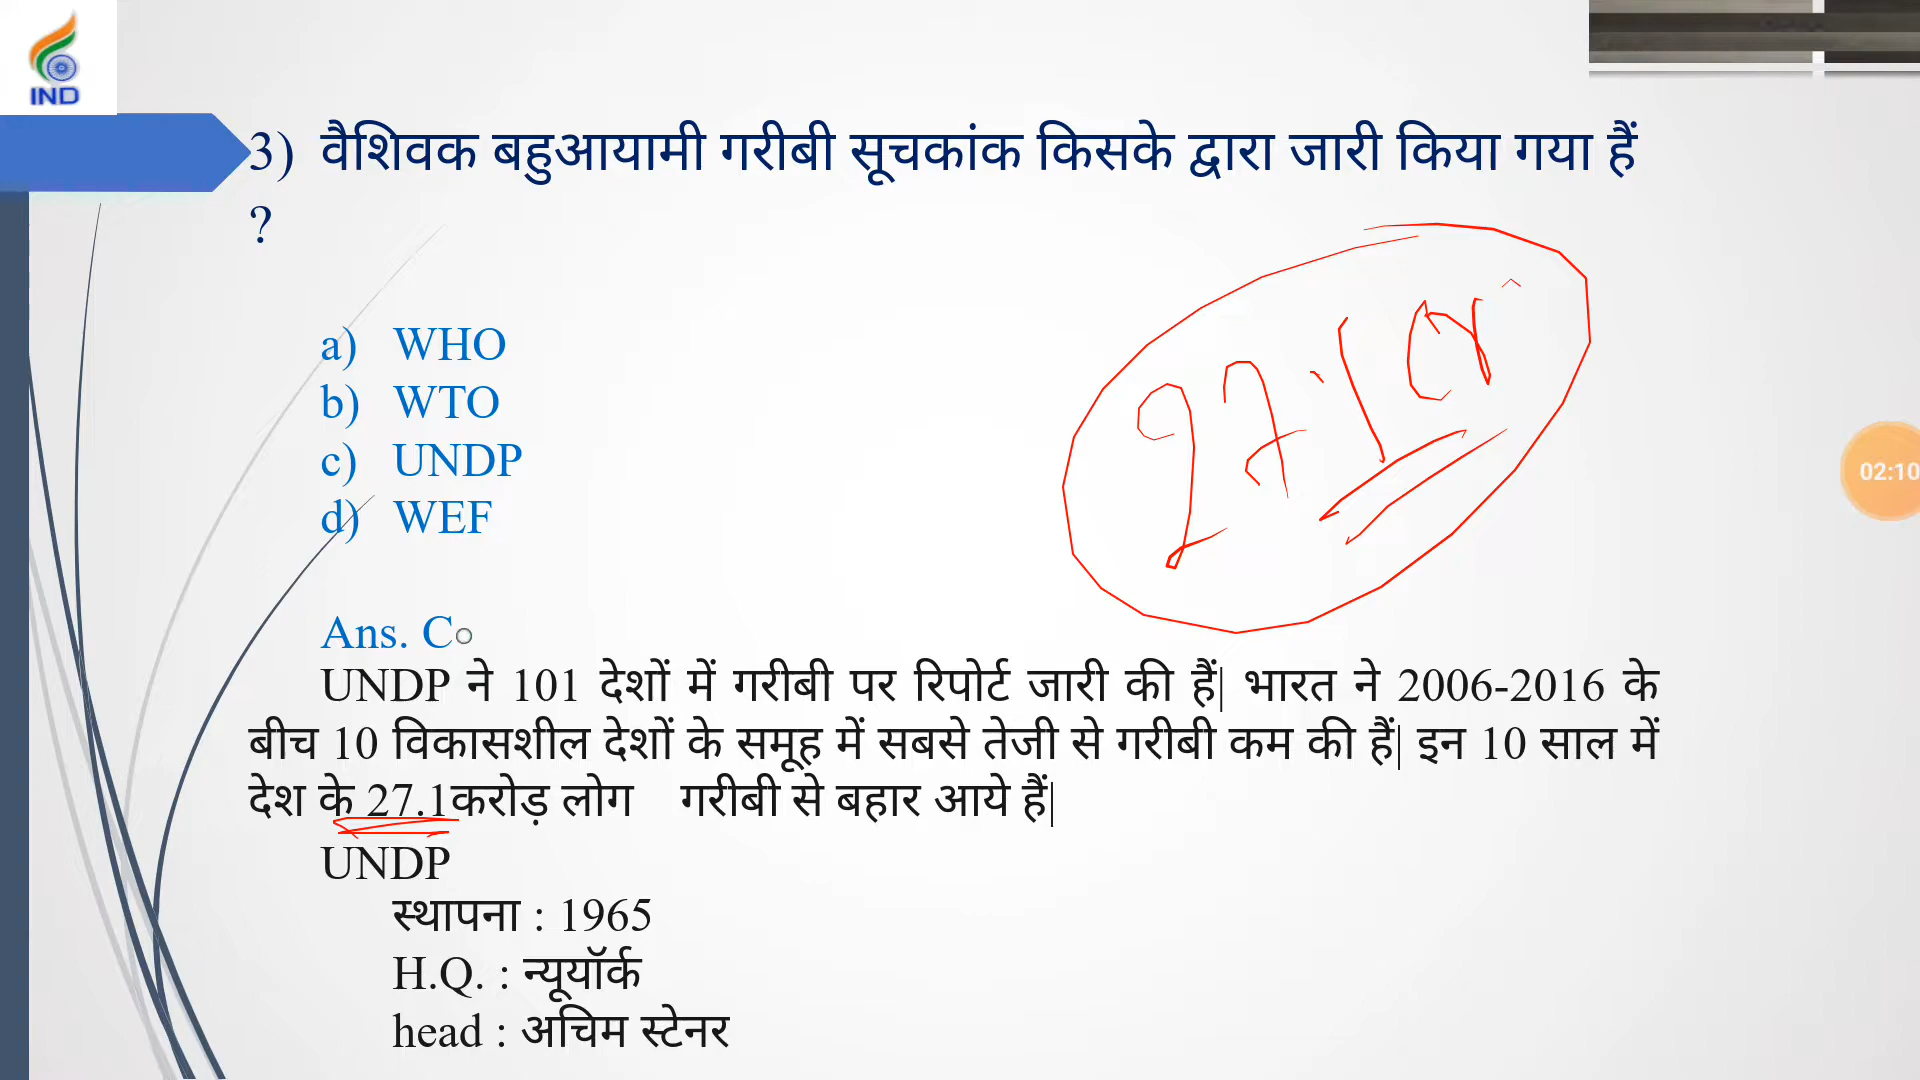 IND
3) वैशिवक बहुआयामी गरीबी सूचकांक किसके द्वारा जारी किया गया हैं
?
a) WHO
b) WTO
c) UNDP
d) WEF
27.1 Cr
02:10
Ans. C
UNDP ने 101 देशों में गरीबी पर रिपोर्ट जारी की हैं| भारत ने 2006-2016 के
बीच 10 विकासशील देशों के समूह में सबसे तेजी से गरीबी कम की हैं| इन 10 साल में
देश के 27.1करोड़ लोग गरीबी से बहार आये हैं|
UNDP
स्थापना : 1965
H.Q. : न्यूयॉर्क
head : अचिम स्टेनर